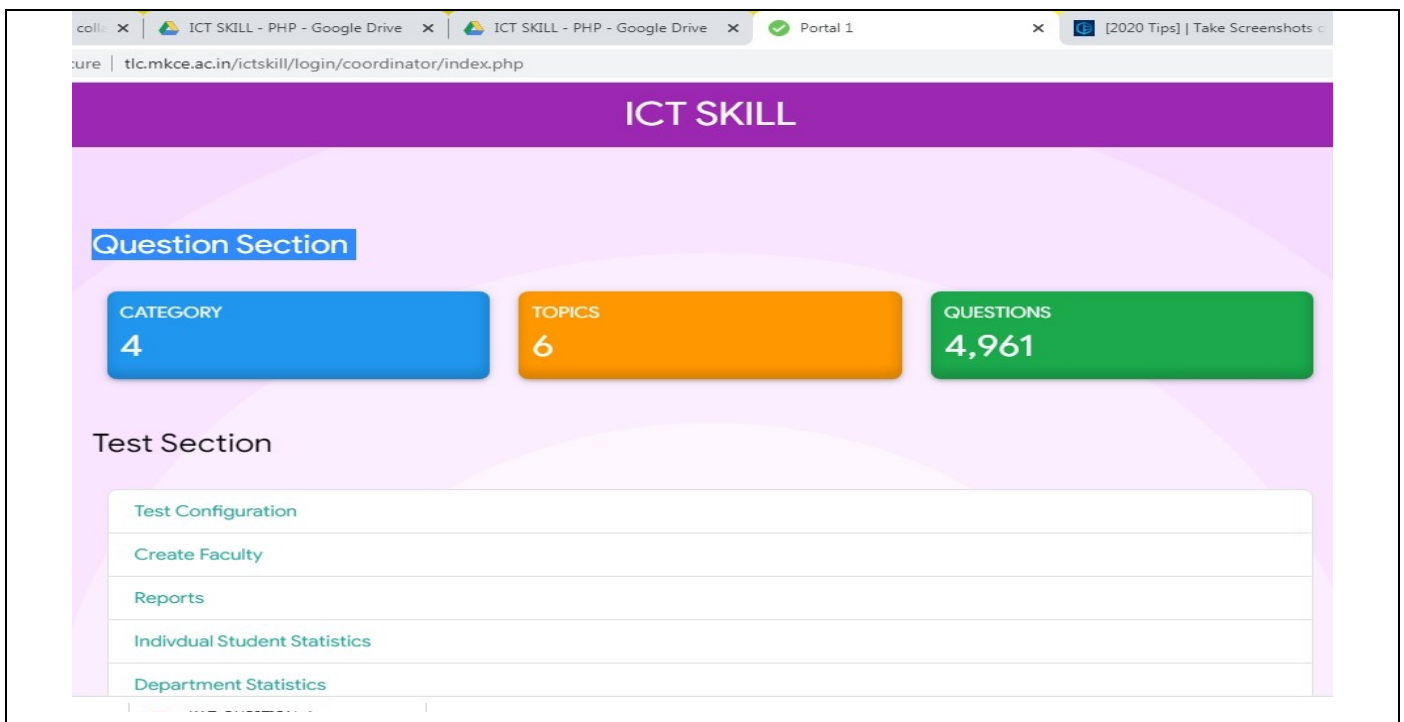 colla ICT SKILL - PHP - Google Drive ICT SKILL - PHP - Google Drive Portal 1 [2020 Tips] | Take Screenshots
cure | tlc.mkce.ac.in/ictskill/login/coordinator/index.php
ICT SKILL
Question Section
CATEGORY TOPICS QUESTIONS
4 6 4,961
Test Section
Test Configuration
Create Faculty
Reports
Indivdual Student Statistics
Department Statistics